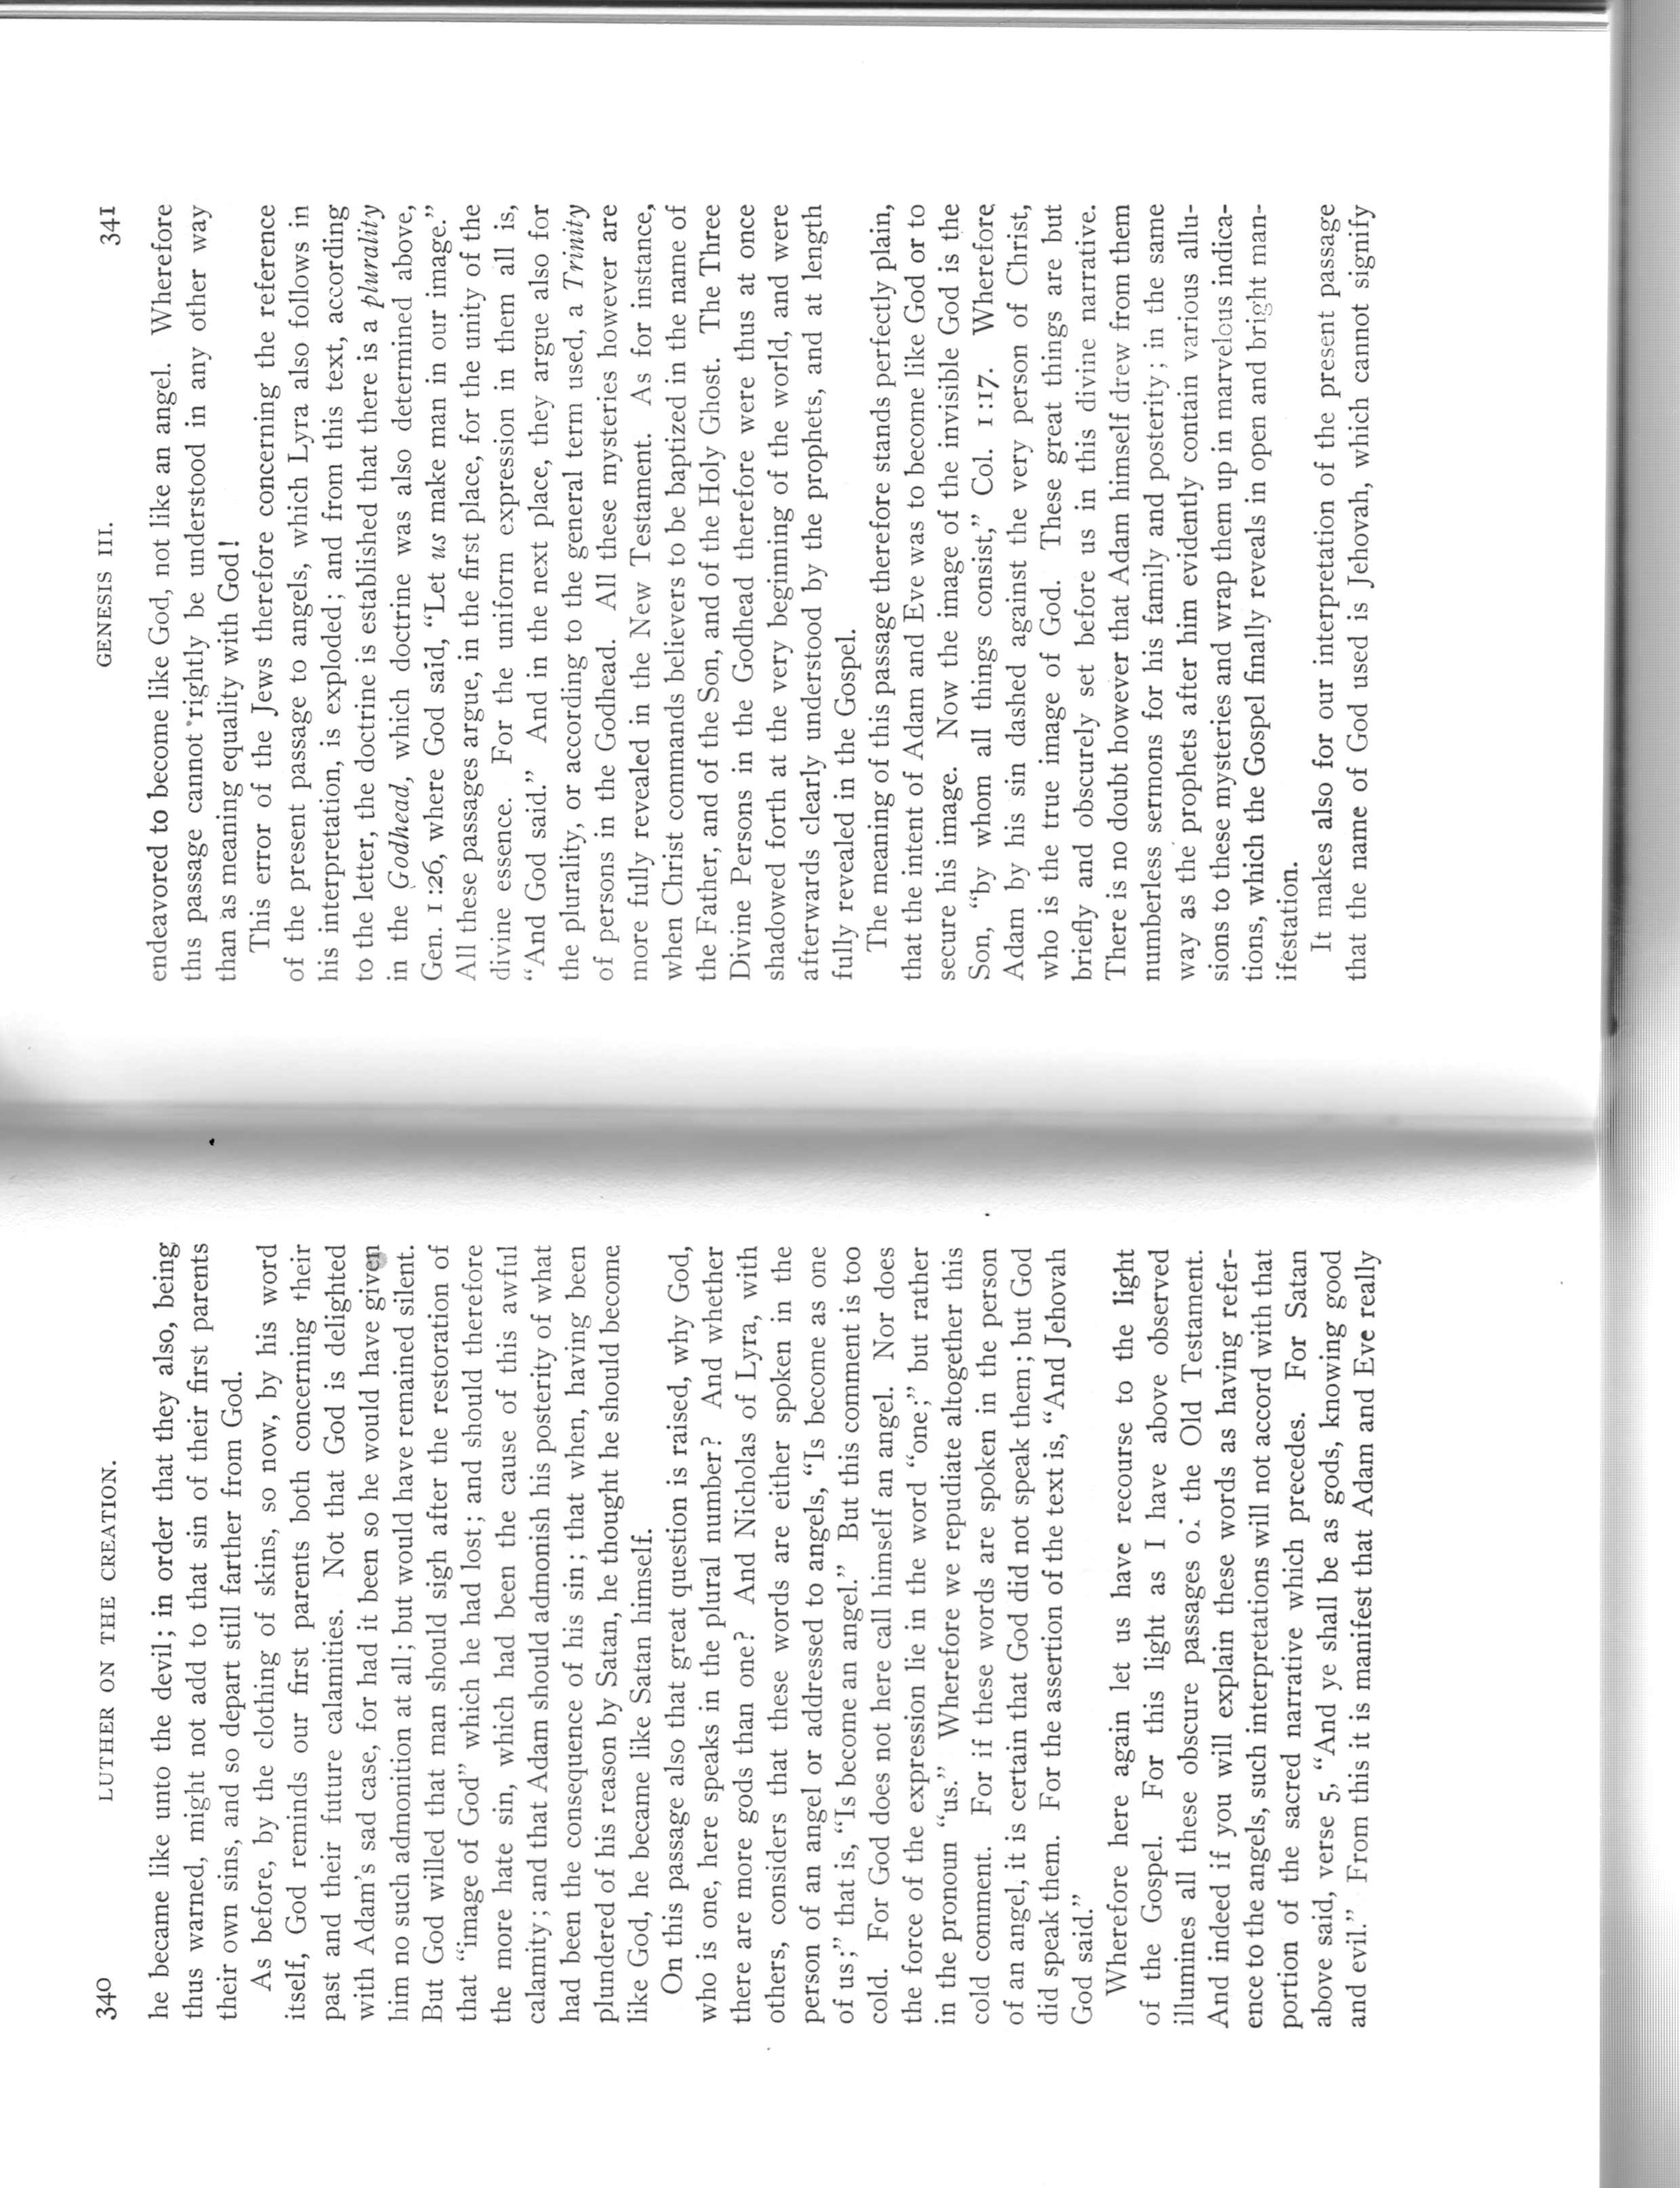 340 LUTHER ON THE CREATION.
he became like unto the devil; in order that they also, being
thus warned, might not add to that sin of their first parents
their own sins, and so depart still farther from God.
As before, by the clothing of skins, so now, by his word
itself, God reminds our first parents both concerning their
past and their future calamities. Not that God is delighted
with Adam's sad case, for had it been so he would have given
him no such admonition at all; but would have remained silent.
But God willed that man should sigh after the restoration of
that “image of God” which he had lost; and should therefore
the more hate sin, which had been the cause of this awful
calamity; and that Adam should admonish his posterity of what
had been the consequence of his sin; that when, having been
plundered of his reason by Satan, he thought he should become
like God, he became like Satan himself.
On this passage also that great question is raised, why God,
who is one, here speaks in the plural number? And whether
there are more gods than one? And Nicholas of Lyra, with
others, considers that these words are either spoken in the
person of an angel or addressed to angels, “Is become as one
of us;” that is, “Is become an angel.” But this comment is too
cold. For God does not here call himself an angel. Nor does
the force of the expression lie in the word “one;” but rather
in the pronoun “us.” Wherefore we repudiate altogether this
cold comment. For if these words are spoken in the person
of an angel, it is certain that God did not speak them; but God
did speak them. For the assertion of the text is, “And Jehovah
God said.”
Wherefore here again let us have recourse to the light
of the Gospel. For this light as I have above observed
illumines all these obscure passages of the Old Testament.
And indeed if you will explain these words as having refer-
ence to the angels, such interpretations will not accord with that
portion of the sacred narrative which precedes. For Satan
above said, verse 5, “And ye shall be as gods, knowing good
and evil.” From this it is manifest that Adam and Eve really
GENESIS III. 341
endeavored to become like God, not like an angel. Wherefore
this passage cannot rightly be understood in any other way
than as meaning equality with God!
This error of the Jews therefore concerning the reference
of the present passage to angels, which Lyra also follows in
his interpretation, is exploded; and from this text, according
to the letter, the doctrine is established that there is a plurality
in the Godhead, which doctrine was also determined above,
Gen. 1:26, where God said, “Let us make man in our image.”
All these passages argue, in the first place, for the unity of the
divine essence. For the uniform expression in them all is,
“And God said.” And in the next place, they argue also for
the plurality, or according to the general term used, a Trinity
of persons in the Godhead. All these mysteries however are
more fully revealed in the New Testament. As for instance,
when Christ commands believers to be baptized in the name of
the Father, and of the Son, and of the Holy Ghost. The Three
Divine Persons in the Godhead therefore were thus at once
shadowed forth at the very beginning of the world, and were
afterwards clearly understood by the prophets, and at length
fully revealed in the Gospel.
The meaning of this passage therefore stands perfectly plain,
that the intent of Adam and Eve was to become like God or to
secure his image. Now the image of the invisible God is the
Son, “by whom all things consist,” Col. 1:17. Wherefore
Adam by his sin dashed against the very person of Christ,
who is the true image of God. These great things are but
briefly and obscurely set before us in this divine narrative.
There is no doubt however that Adam himself drew from them
numberless sermons for his family and posterity; in the same
way as the prophets after him evidently contain various allu-
sions to these mysteries and wrap them up in marvelous indica-
tions, which the Gospel finally reveals in open and bright man-
ifestation.
It makes also for our interpretation of the present passage
that the name of God used is Jehovah, which cannot signify